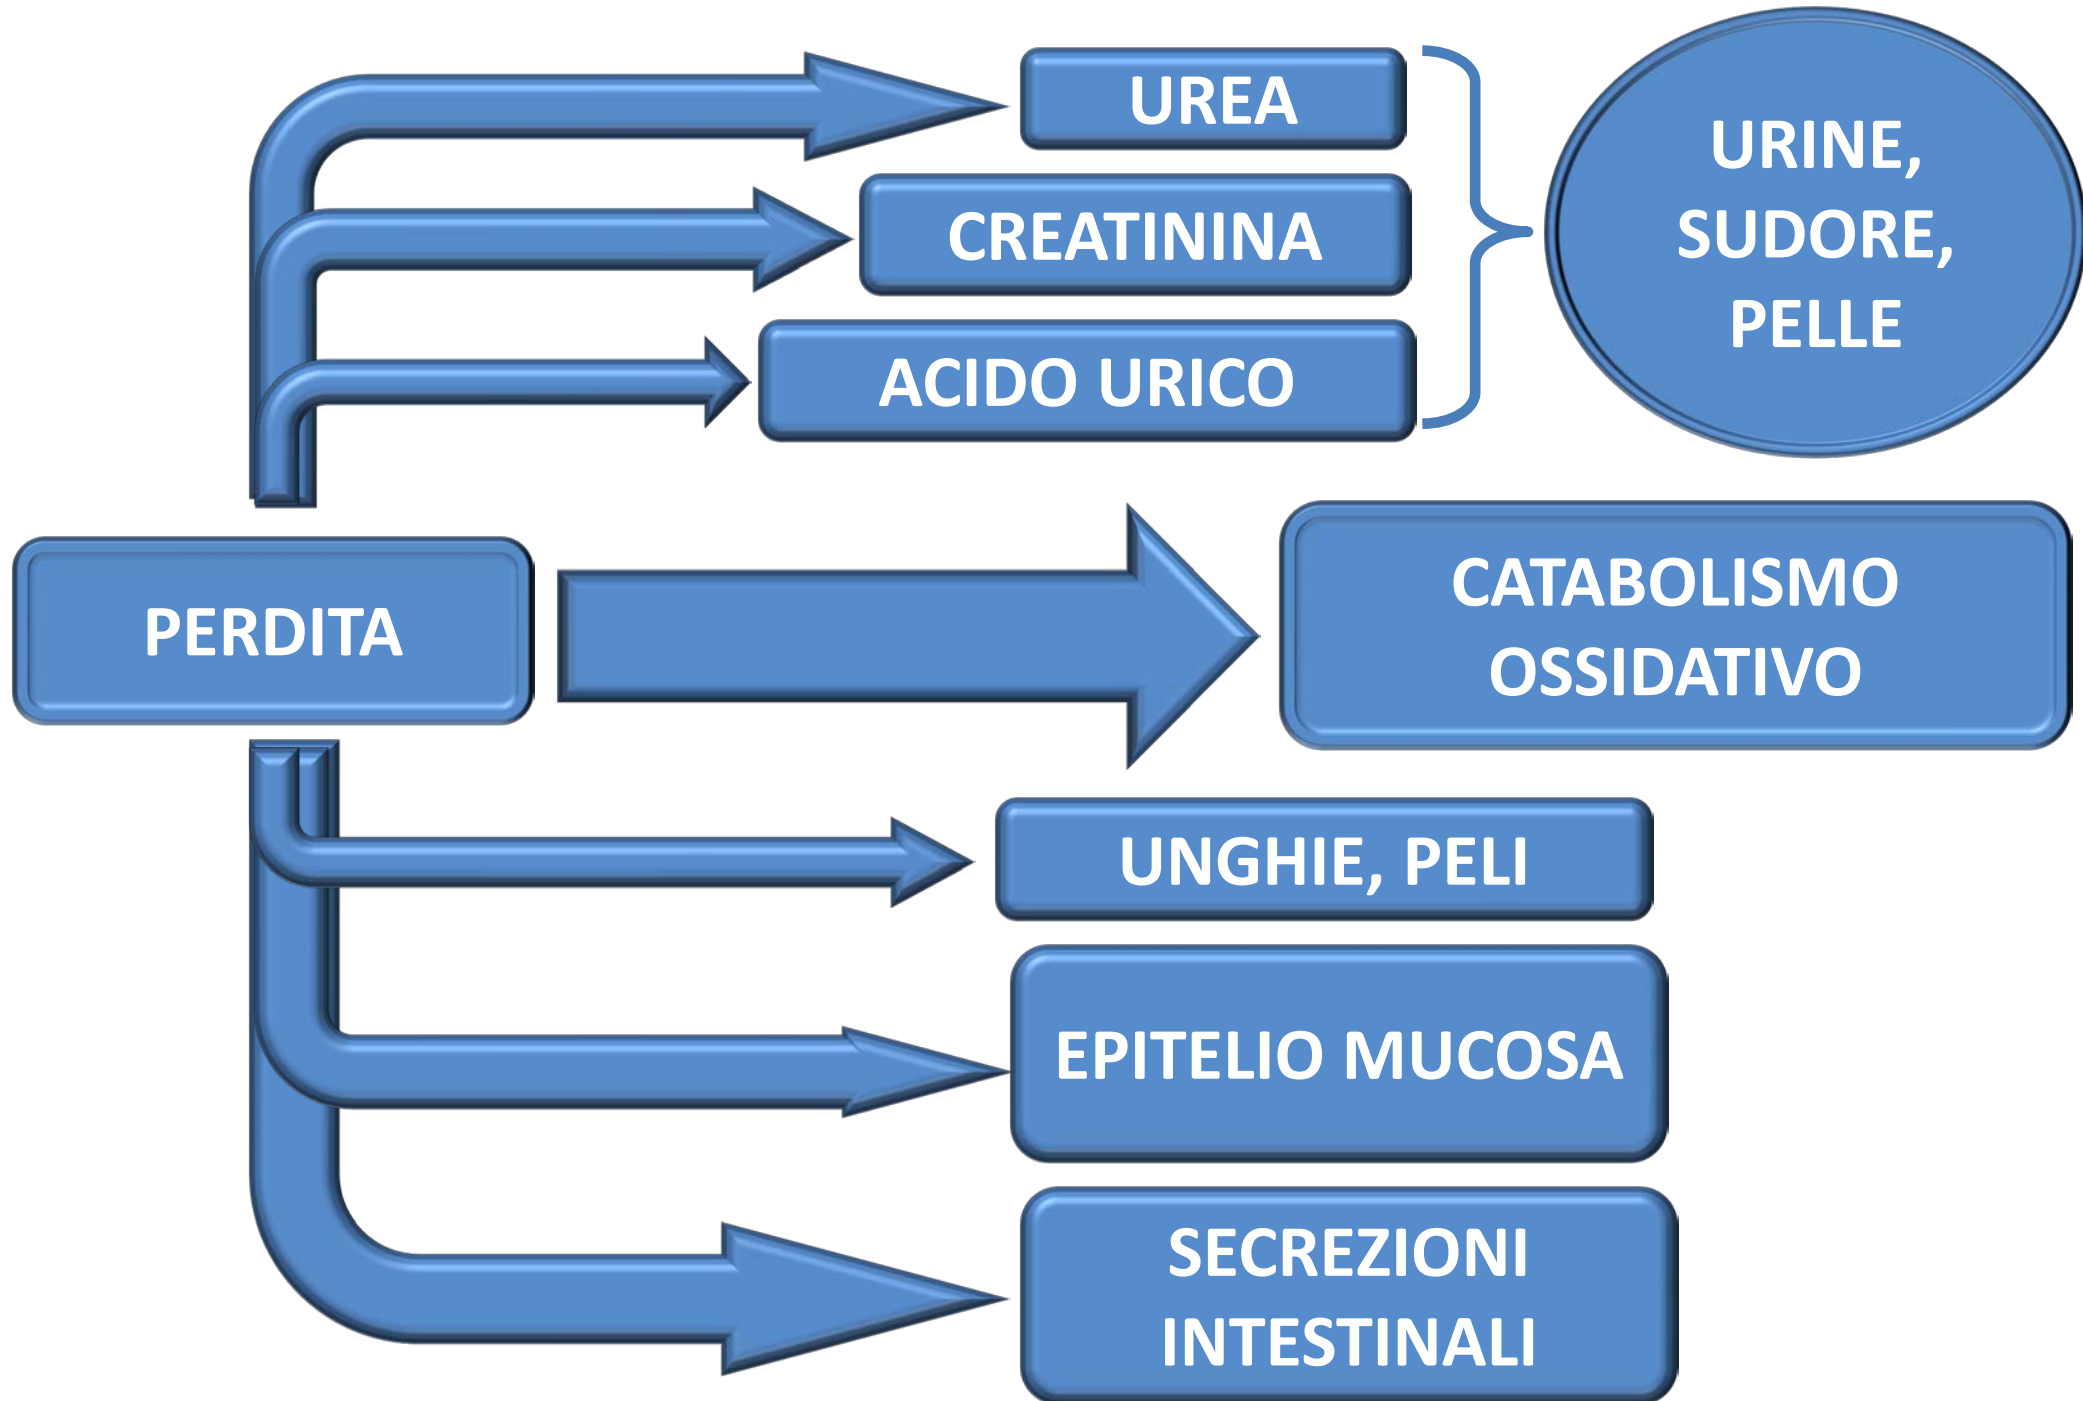 UREA
CREATININA
ACIDO URICO
URINE,
SUDORE,
PELLE
PERDITA
CATABOLISMO
OSSIDATIVO
UNGHIE, PELI
EPITELIO MUCOSA
SECREZIONI
INTESTINALI